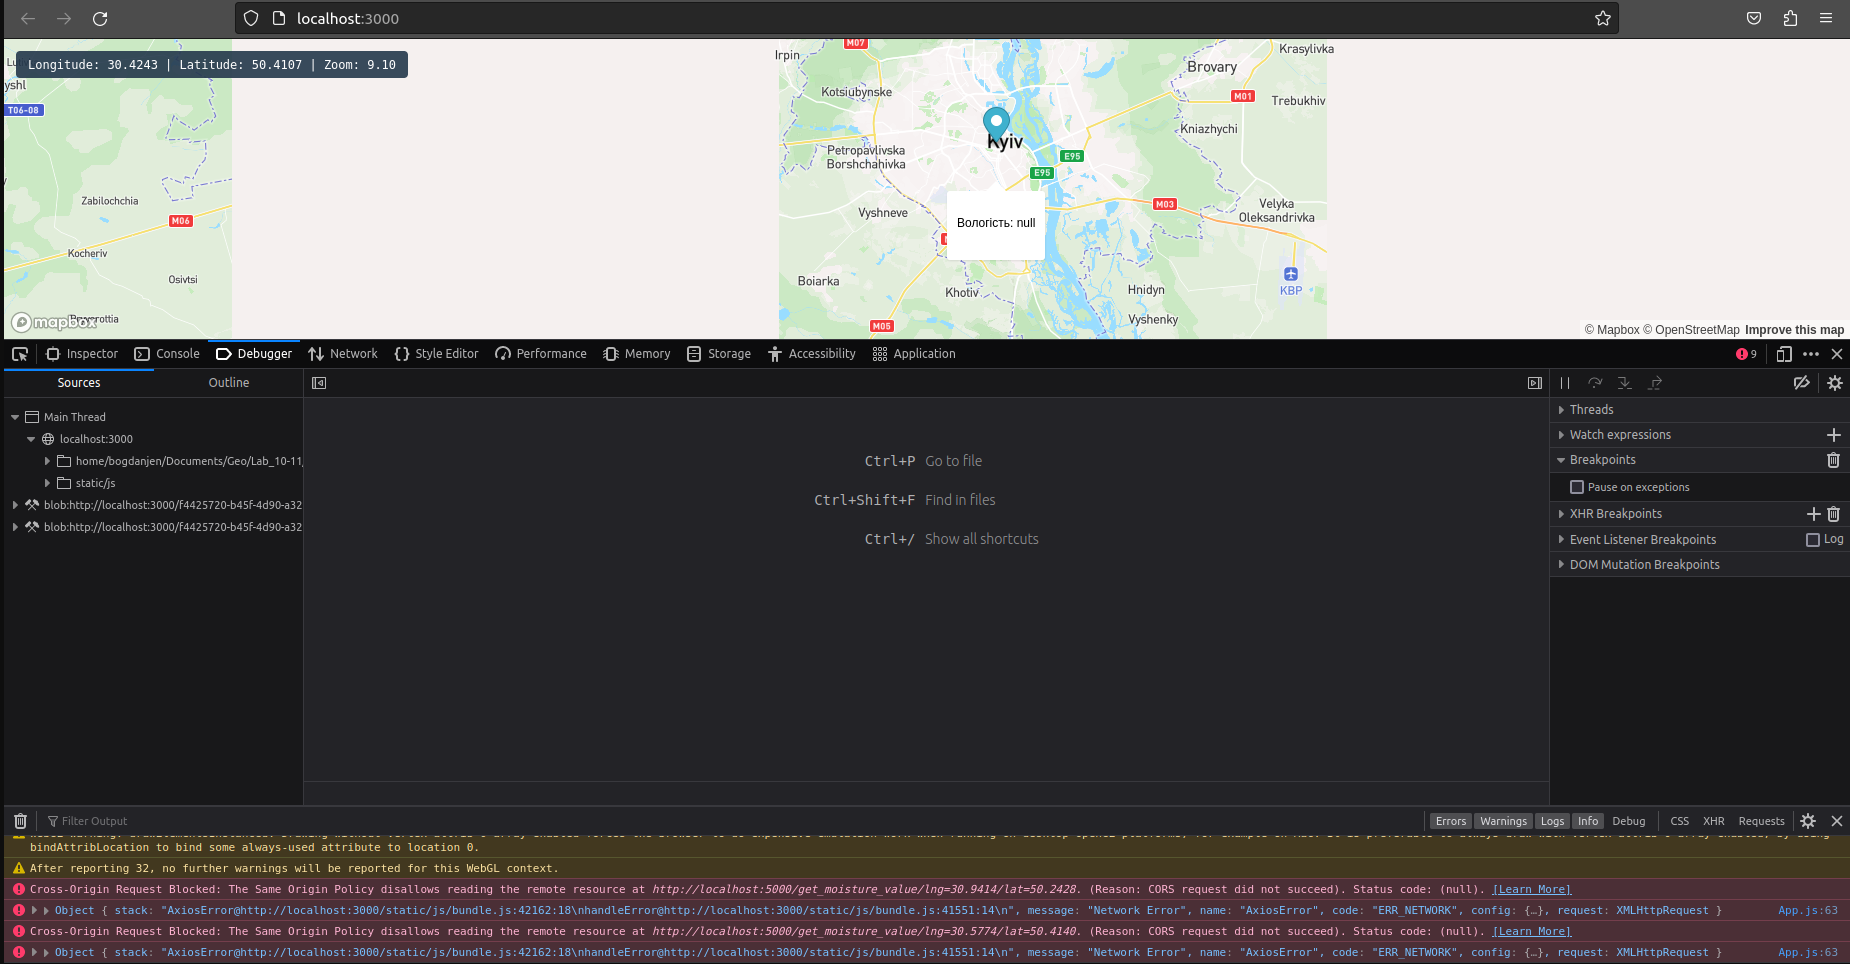 localhost:3000
Longitude: 30.4243 | Latitude: 50.4107 | Zoom: 9.10
T06-08
Zabilochchia
M06
Kocheriv
Osivtsi
mapbox
M07
Irpin
Krasylivka
Brovary
Kotsiubynske
M01
Trebukhiv
Kniazhychi
Kyiv
Petropavlivska
Borshchahivka
E95
E95
Vyshneve
M03
Velyka
Oleksandrivka
Вологість: null
Boiarka
KBP
Khotiv
Hnidyn
Vyshenky
M05
© Mapbox © OpenStreetMap Improve this map
Inspector Console Debugger Network Style Editor Performance Memory Storage Accessibility Application 9
Sources Outline
Main Thread
localhost:3000
home/bogdanjen/Documents/Geo/Lab_10-11
static/js
blob:http://localhost:3000/f4425720-b45f-4d90-a32
blob:http://localhost:3000/f4425720-b45f-4d90-a32
Ctrl+P Go to file
Ctrl+Shift+F Find in files
Ctrl+/ Show all shortcuts
Threads
Watch expressions
Breakpoints
Pause on exceptions
XHR Breakpoints
Event Listener Breakpoints Log
DOM Mutation Breakpoints
Filter Output Errors Warnings Logs Info Debug CSS XHR Requests
bindAttribLocation to bind some always-used attribute to location 0.
After reporting 32, no further warnings will be reported for this WebGL context.
Cross-Origin Request Blocked: The Same Origin Policy disallows reading the remote resource at http://localhost:5000/get_moisture_value/lng=30.9414/lat=50.2428. (Reason: CORS request did not succeed). Status code: (null). [Learn More]
Object { stack: "AxiosError@http://localhost:3000/static/js/bundle.js:42162:18\nhandleError@http://localhost:3000/static/js/bundle.js:41551:14\n", message: "Network Error", name: "AxiosError", code: "ERR_NETWORK", config: {…}, request: XMLHttpRequest } App.js:63
Cross-Origin Request Blocked: The Same Origin Policy disallows reading the remote resource at http://localhost:5000/get_moisture_value/lng=30.5774/lat=50.4140. (Reason: CORS request did not succeed). Status code: (null). [Learn More]
Object { stack: "AxiosError@http://localhost:3000/static/js/bundle.js:42162:18\nhandleError@http://localhost:3000/static/js/bundle.js:41551:14\n", message: "Network Error", name: "AxiosError", code: "ERR_NETWORK", config: {…}, request: XMLHttpRequest } App.js:63